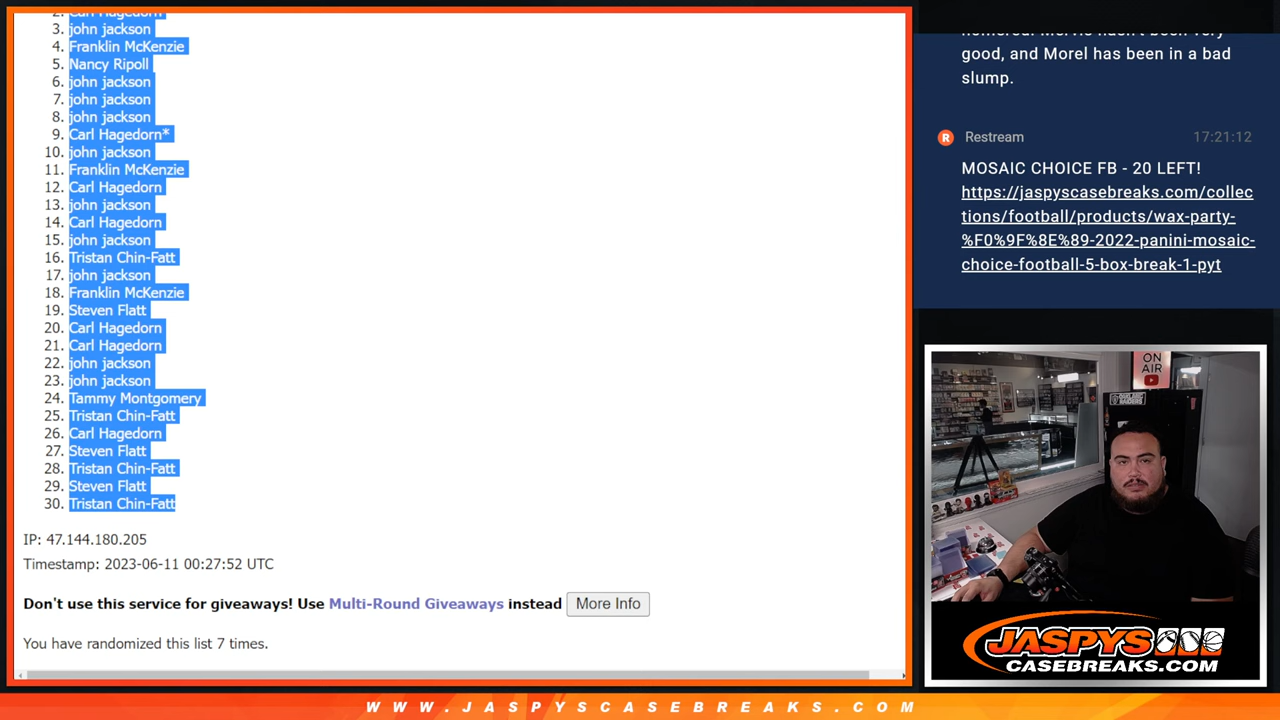 2. Carl Hagedorn
3. john jackson
4. Franklin McKenzie
5. Nancy Ripoll
6. john jackson
7. john jackson
8. john jackson
9. Carl Hagedorn*
10. john jackson
11. Franklin McKenzie
12. Carl Hagedorn
13. john jackson
14. Carl Hagedorn
15. john jackson
16. Tristan Chin-Fatt
17. john jackson
18. Franklin McKenzie
19. Steven Flatt
20. Carl Hagedorn
21. Carl Hagedorn
22. john jackson
23. john jackson
24. Tammy Montgomery
25. Tristan Chin-Fatt
26. Carl Hagedorn
27. Steven Flatt
28. Tristan Chin-Fatt
29. Steven Flatt
30. Tristan Chin-Fatt
IP: 47.144.180.205
Timestamp: 2023-06-11 00:27:52 UTC
Don't use this service for giveaways! Use Multi-Round Giveaways instead More Info
You have randomized this list 7 times.
good, and Morel has been in a bad
slump.
R Restream 17:21:12
MOSAIC CHOICE FB - 20 LEFT!
https://jaspyscasebreaks.com/collec
tions/football/products/wax-party-
%F0%9F%8E%89-2022-panini-mosaic-
choice-football-5-box-break-1-pyt
ON
AIR
JASPYS
CASEBREAKS.COM
WWW.JASPYSCASEBREAKS.COM